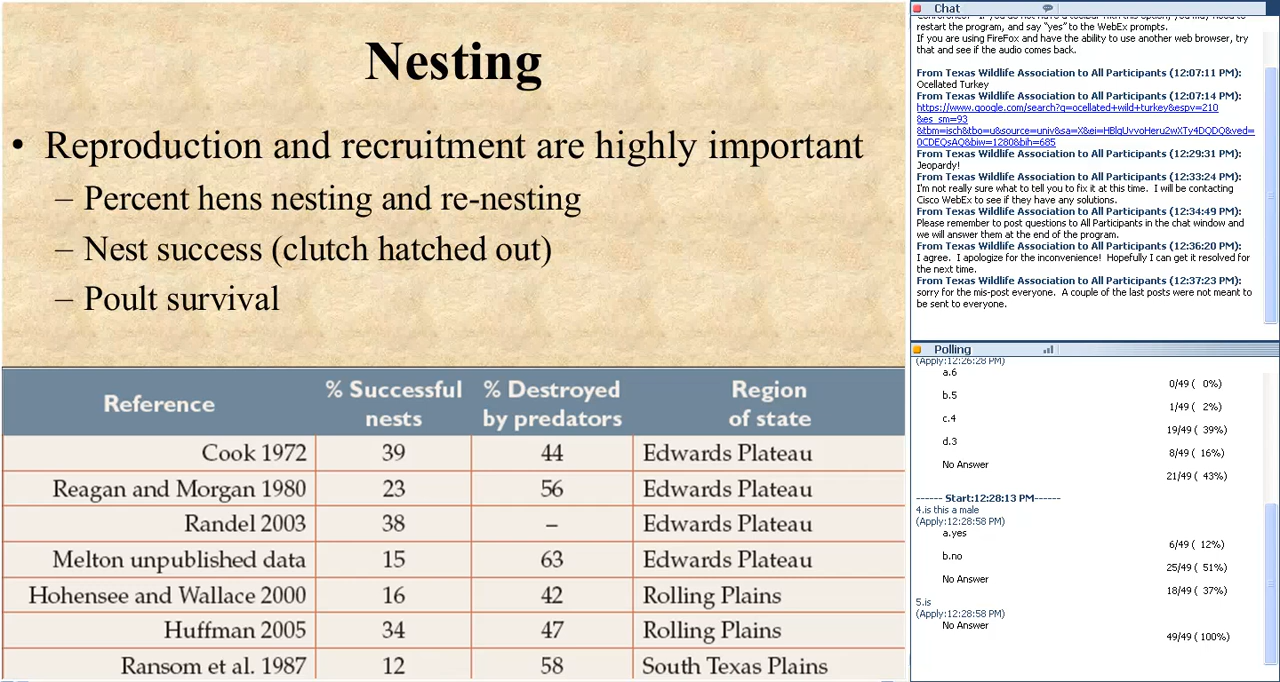 Nesting
• Reproduction and recruitment are highly important
– Percent hens nesting and re-nesting
– Nest success (clutch hatched out)
– Poult survival
Reference % Successful nests % Destroyed by predators Region of state
Cook 1972 39 44 Edwards Plateau
Reagan and Morgan 1980 23 56 Edwards Plateau
Randel 2003 38 – Edwards Plateau
Melton unpublished data 15 63 Edwards Plateau
Hohensee and Wallace 2000 16 42 Rolling Plains
Huffman 2005 34 47 Rolling Plains
Ransom et al. 1987 12 58 South Texas Plains
Chat
restart the program, and say "yes" to the WebEx prompts.
If you are using FireFox and have the ability to use another web browser, try
that and see if the audio comes back.
From Texas Wildlife Association to All Participants (12:07:11 PM):
Ocellated Turkey
From Texas Wildlife Association to All Participants (12:07:14 PM):
https://www.google.com/search?q=ocellated+wild+turkey&espv=210
&es_sm=93
From Texas Wildlife Association to All Participants (12:29:31 PM):
Jeopardy!
From Texas Wildlife Association to All Participants (12:33:24 PM):
I'm not really sure what to tell you to fix it at this time. I will be contacting
Cisco WebEx to see if they have any solutions.
From Texas Wildlife Association to All Participants (12:34:49 PM):
Please remember to post questions to All Participants in the chat window and
we will answer them at the end of the program.
From Texas Wildlife Association to All Participants (12:36:20 PM):
I agree. I apologize for the inconvenience! Hopefully I can get it resolved for
the next time.
From Texas Wildlife Association to All Participants (12:37:23 PM):
sorry for the mis-post everyone. A couple of the last posts were not meant to
be sent to everyone.
Polling
(Apply:12:26:28 PM)
a.6
0/49 ( 0%)
b.5
1/49 ( 2%)
c.4
19/49 ( 39%)
d.3
8/49 ( 16%)
No Answer
21/49 ( 43%)
------ Start:12:28:13 PM------
4.is this a male
(Apply:12:28:58 PM)
a.yes
6/49 ( 12%)
b.no
25/49 ( 51%)
No Answer
18/49 ( 37%)
5.is
(Apply:12:28:58 PM)
No Answer
49/49 ( 100%)